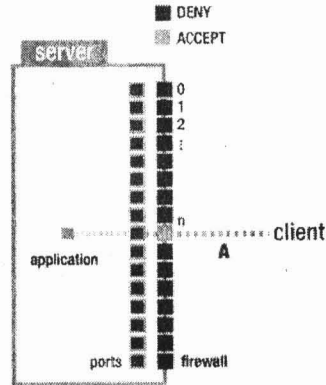 DENY
ACCEPT
server
0
1
2
⋮
n
client
A
application
ports
firewall